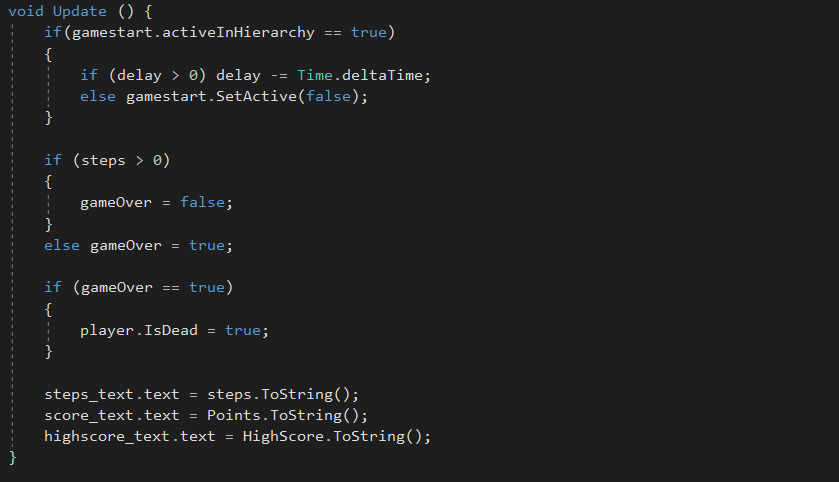 void Update () {
if(gamestart.activeInHierarchy == true)
{
if (delay > 0) delay -= Time.deltaTime;
else gamestart.SetActive(false);
}
if (steps > 0)
{
gameOver = false;
}
else gameOver = true;
if (gameOver == true)
{
player.IsDead = true;
}
steps_text.text = steps.ToString();
score_text.text = Points.ToString();
highscore_text.text = HighScore.ToString();
}